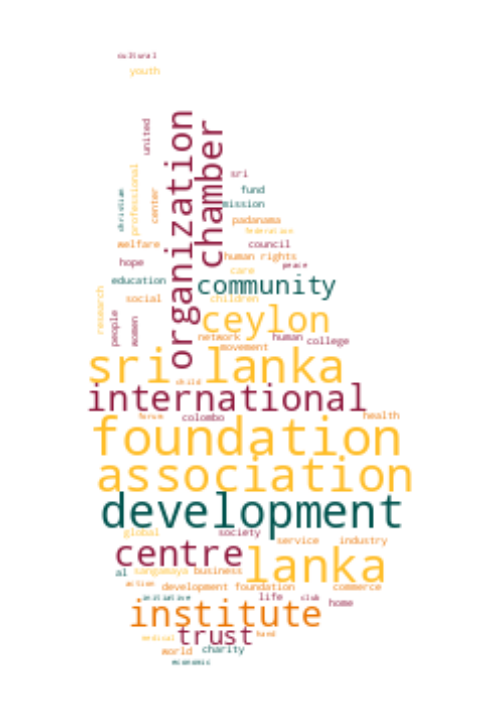 cultural
youth
united
organization
chamber
professional
christian
center
sri
fund
mission
padanama
federation
welfare
council
human rights
hope
peace
care
education
community
research
social
children
people
women
ceylon
network
human
college
movement
sri lanka
child
international
forum
colombo
health
foundation
association
development
global
society
service
industry
centre
lanka
al
sangamaya
business
action
development foundation
commerce
initiative
life
club
home
institute
trust
medical
hand
world
charity
economic